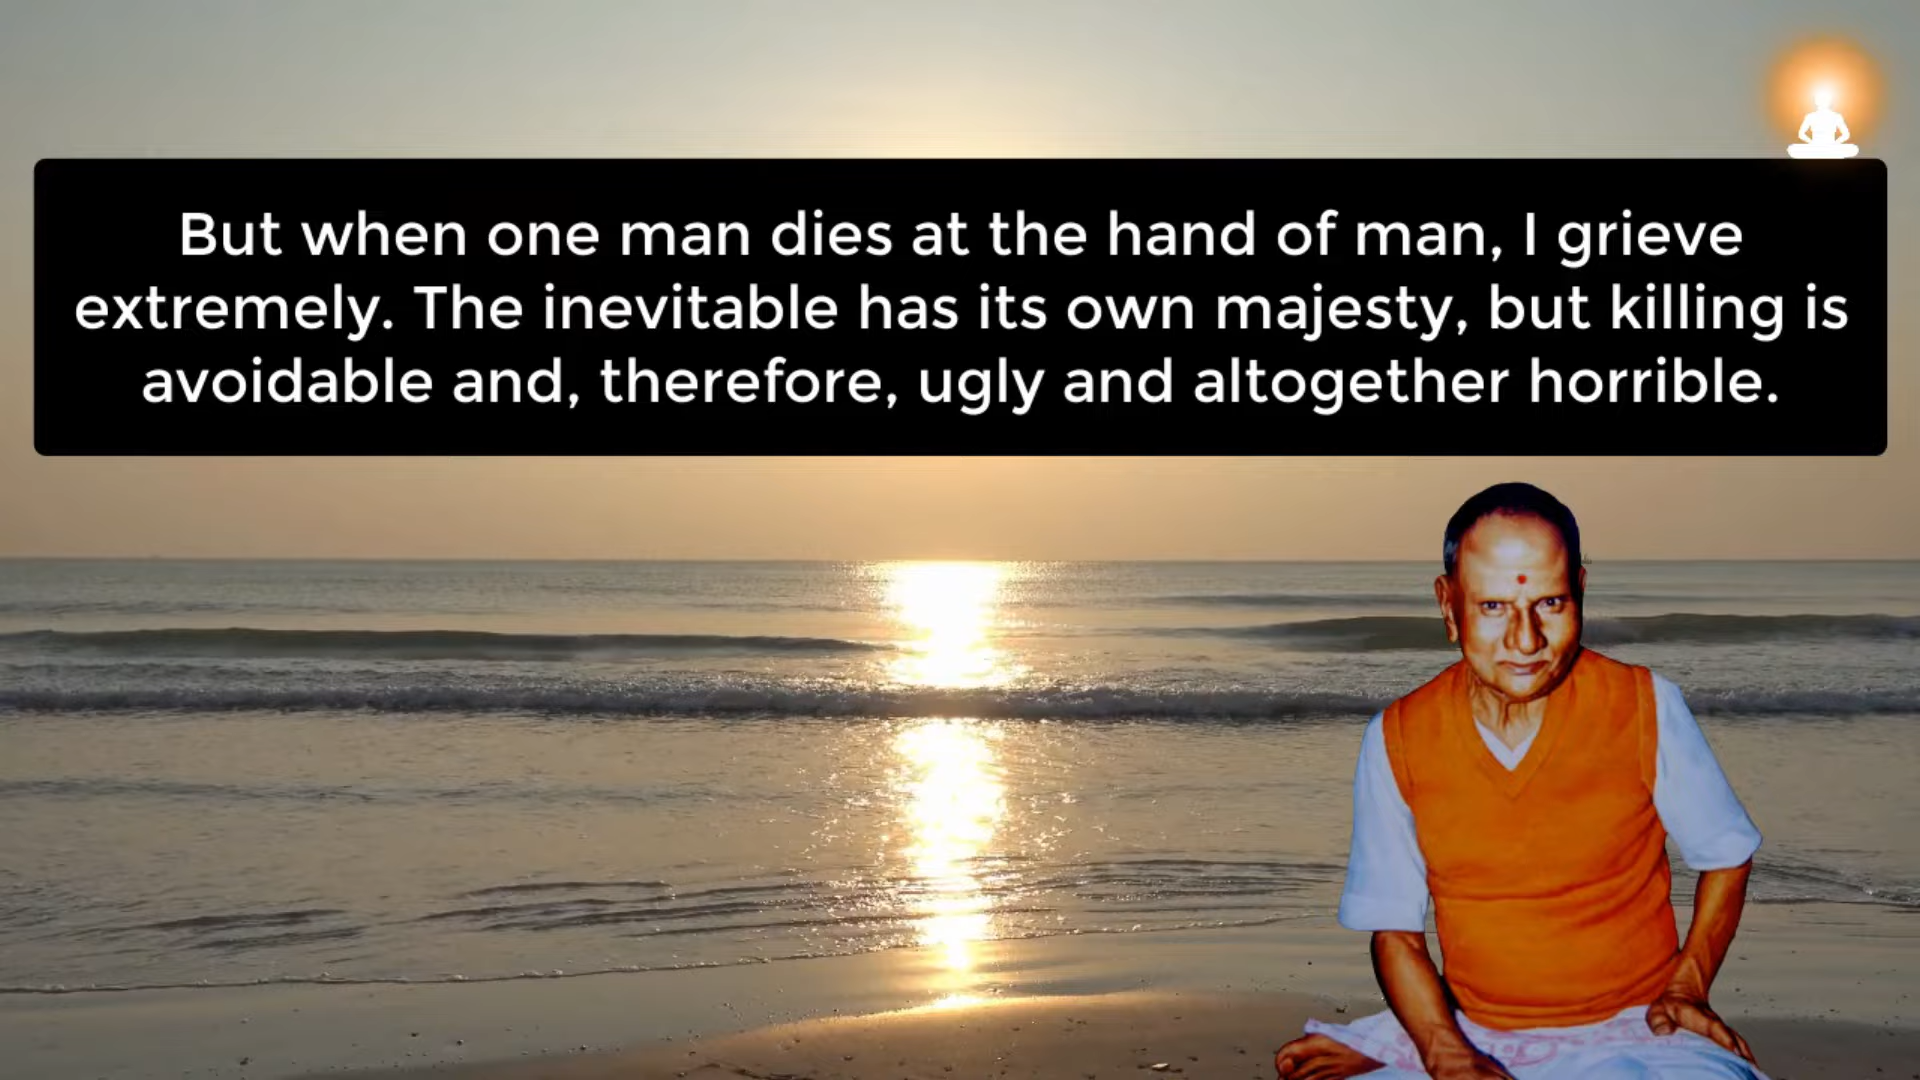 But when one man dies at the hand of man, I grieve
extremely. The inevitable has its own majesty, but killing is
avoidable and, therefore, ugly and altogether horrible.